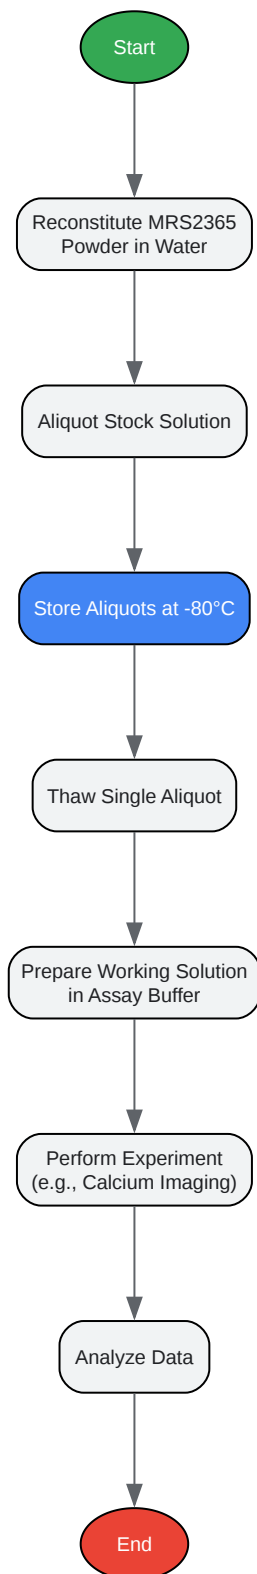 Start
Reconstitute MRS2365
Powder in Water
Aliquot Stock Solution
Store Aliquots at -80°C
Thaw Single Aliquot
Prepare Working Solution
in Assay Buffer
Perform Experiment
(e.g., Calcium Imaging)
Analyze Data
End